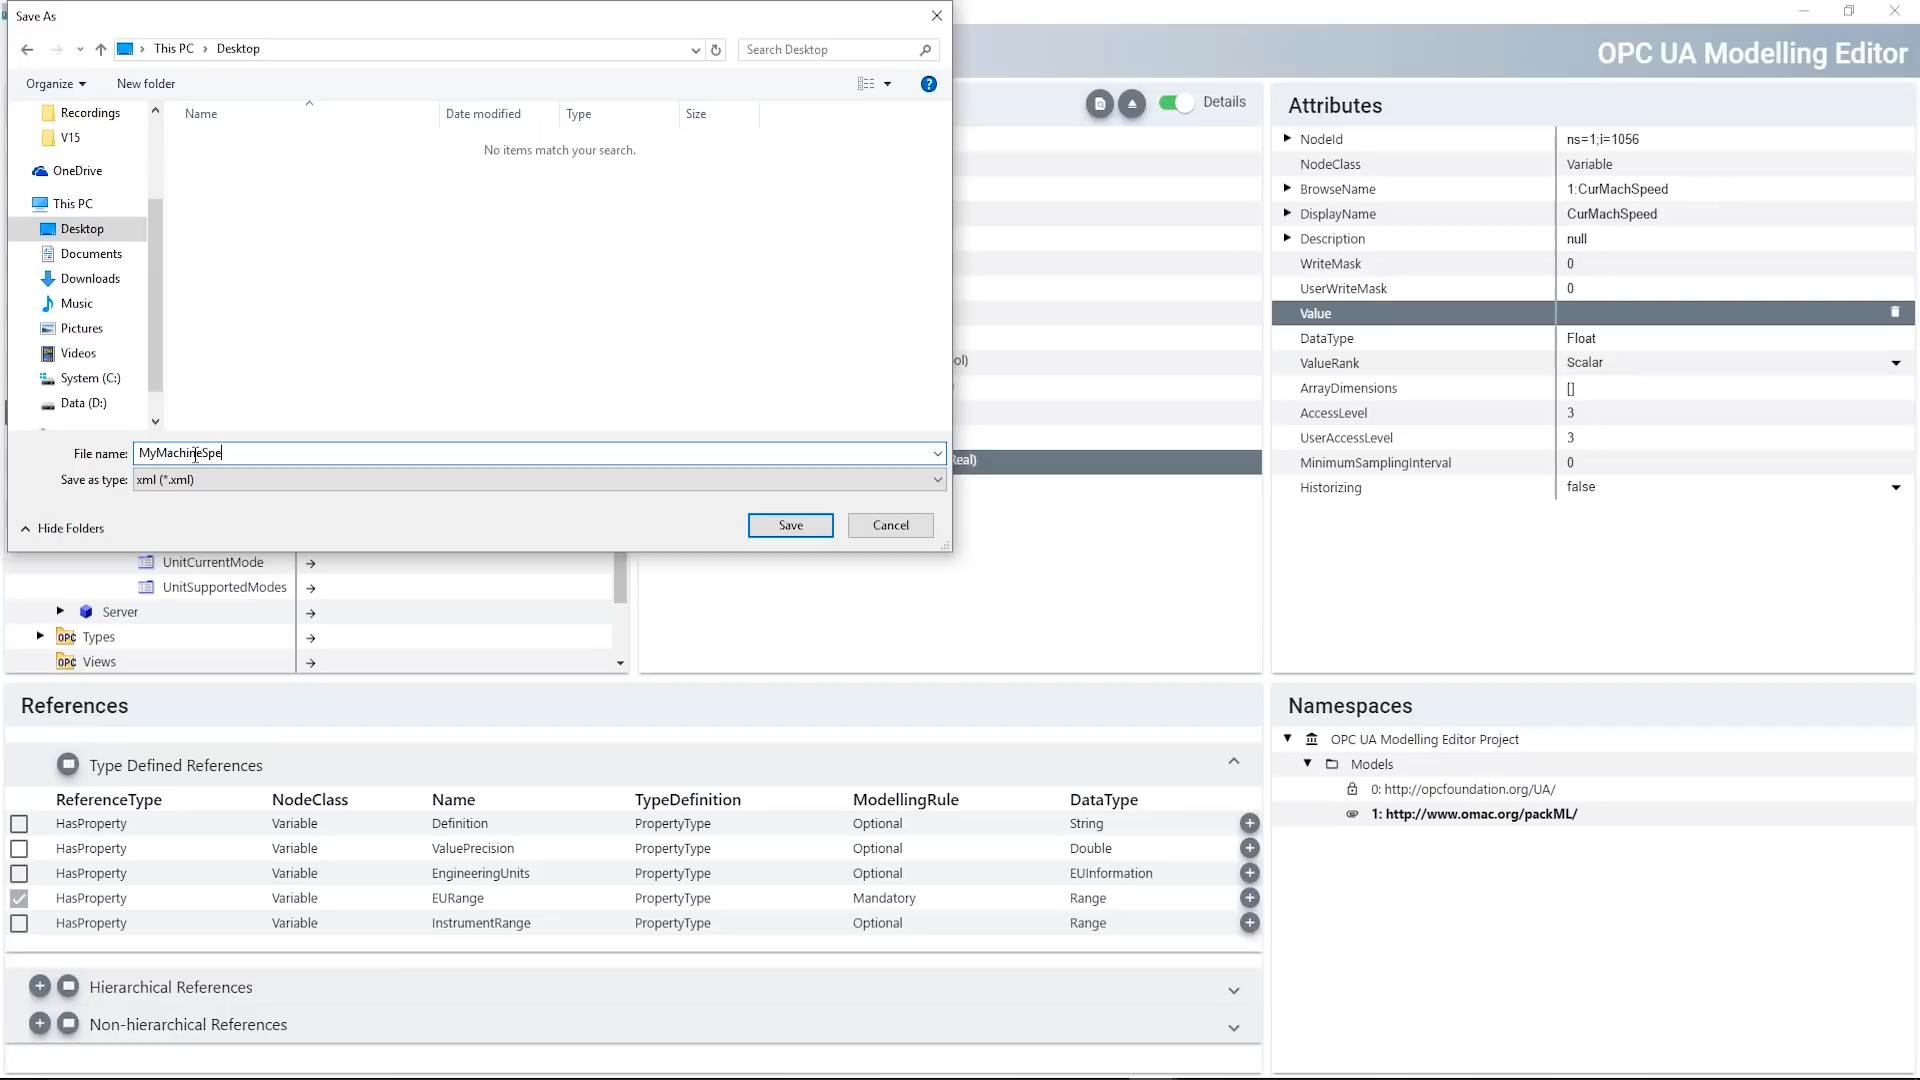 Save As
This PC > Desktop
Search Desktop
Organize
New folder
?
Name
Date modified
Type
Size
No items match your search.
Recordings
V15
OneDrive
This PC
Desktop
Documents
Downloads
Music
Pictures
Videos
System (C:)
Data (D:)
File name:
MyMachineSpe
Save as type:
xml (*.xml)
Hide Folders
Save
Cancel
OPC UA Modelling Editor
Details
ol)
Real)
Attributes
NodeId
ns=1;i=1056
NodeClass
Variable
BrowseName
1:CurMachSpeed
DisplayName
CurMachSpeed
Description
null
WriteMask
0
UserWriteMask
0
Value
DataType
Float
ValueRank
Scalar
ArrayDimensions
[]
AccessLevel
3
UserAccessLevel
3
MinimumSamplingInterval
0
Historizing
false
UnitCurrentMode
UnitSupportedModes
Server
OPC Types
OPC Views
References
Type Defined References
ReferenceType NodeClass Name TypeDefinition ModellingRule DataType
HasProperty Variable Definition PropertyType Optional String
HasProperty Variable ValuePrecision PropertyType Optional Double
HasProperty Variable EngineeringUnits PropertyType Optional EUInformation
HasProperty Variable EURange PropertyType Mandatory Range
HasProperty Variable InstrumentRange PropertyType Optional Range
Hierarchical References
Non-hierarchical References
Namespaces
OPC UA Modelling Editor Project
Models
0: http://opcfoundation.org/UA/
1: http://www.omac.org/packML/